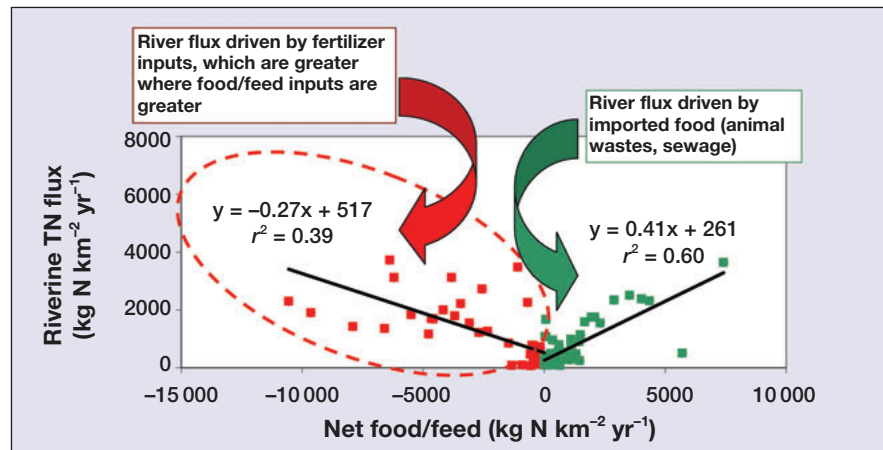 River flux driven by fertilizer
inputs, which are greater
where food/feed inputs are
greater
River flux driven by
imported food (animal
wastes, sewage)
8000
6000
4000
2000
0
Riverine TN flux
(kg N km⁻² yr⁻¹)
y = –0.27x + 517
r² = 0.39
y = 0.41x + 261
r² = 0.60
–15 000
–10 000
–5000
0
5000
10 000
Net food/feed (kg N km⁻² yr⁻¹)